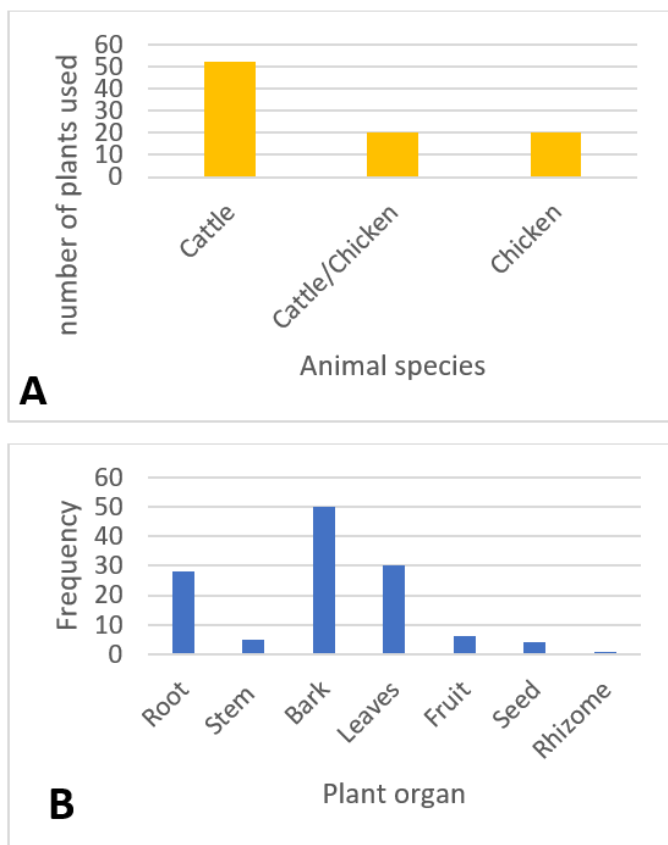 60
50
40
30
20
10
0
number of plants used
Cattle
Cattle/Chicken
Chicken
Animal species
A
60
50
40
30
20
10
0
Frequency
Root
Stem
Bark
Leaves
Fruit
Seed
Rhizome
Plant organ
B